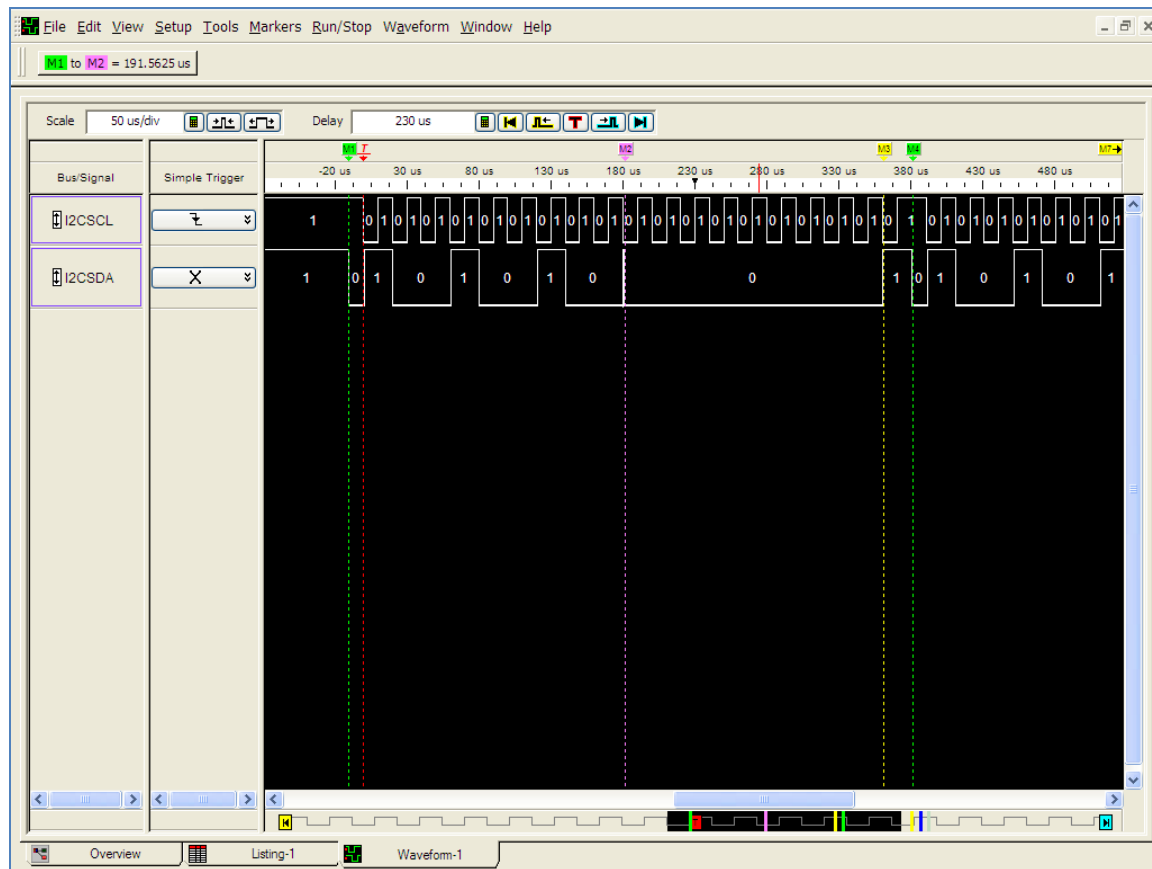 File Edit View Setup Tools Markers Run/Stop Waveform Window Help
M1 to M2 = 191.5625 us
Scale 50 us/div Delay 230 us T
M1 T M2 M3 M4 M7
Bus/Signal Simple Trigger -20 us 30 us 80 us 130 us 180 us 230 us 280 us 330 us 380 us 430 us 480 us
I2CSCL 1 0 1 0 1 0 1 0 1 0 1 0 1 0 1 0 1 0 1 0 1 0 1 0 1 0 1 0 1 0 1 0 1 0 1 0 1 0 1 0 1 0 1 0 1 0 1 0 1 0 1
I2CSDA X 1 0 1 0 1 0 1 0 0 1 0 1 0 1 0 1
Overview Listing-1 Waveform-1